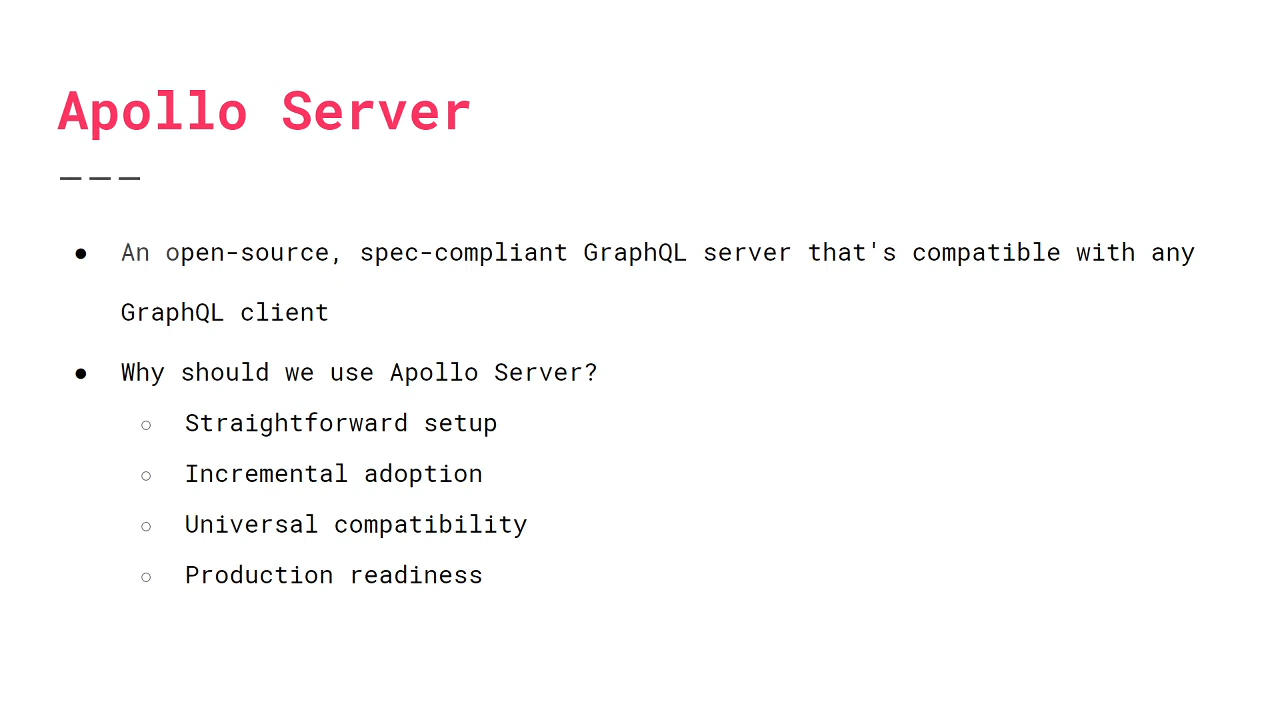 Apollo Server
● An open-source, spec-compliant GraphQL server that's compatible with any
GraphQL client
● Why should we use Apollo Server?
○ Straightforward setup
○ Incremental adoption
○ Universal compatibility
○ Production readiness